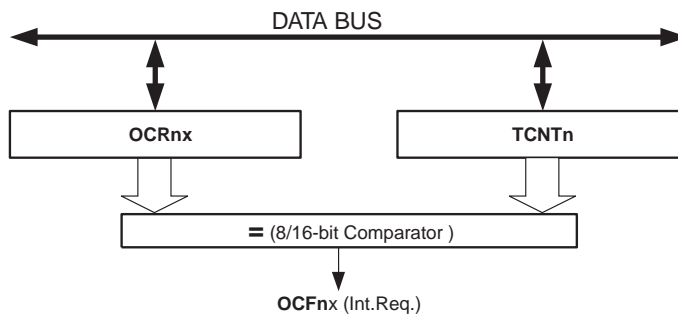 DATA BUS
OCRnx
TCNTn
= (8/16-bit Comparator )
OCFnx (Int.Req.)